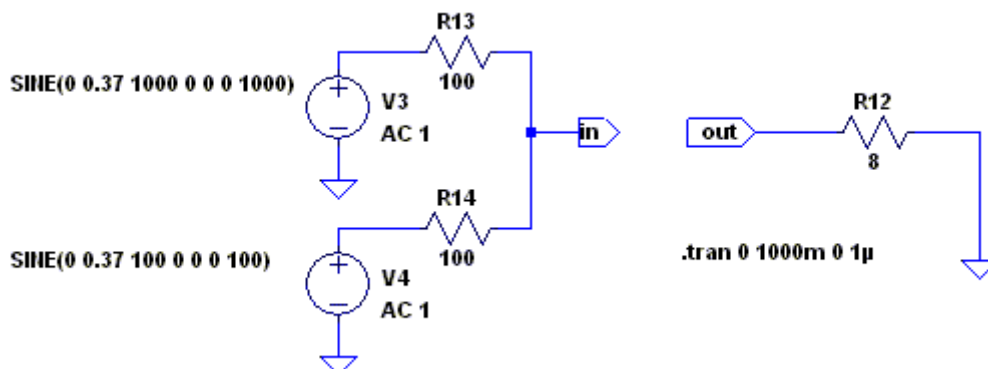 R13
SINE(0 0.37 1000 0 0 0 1000)
100
V3
AC 1
in
out
R12
8
R14
SINE(0 0.37 100 0 0 0 100)
100
V4
AC 1
.tran 0 1000m 0 1µ